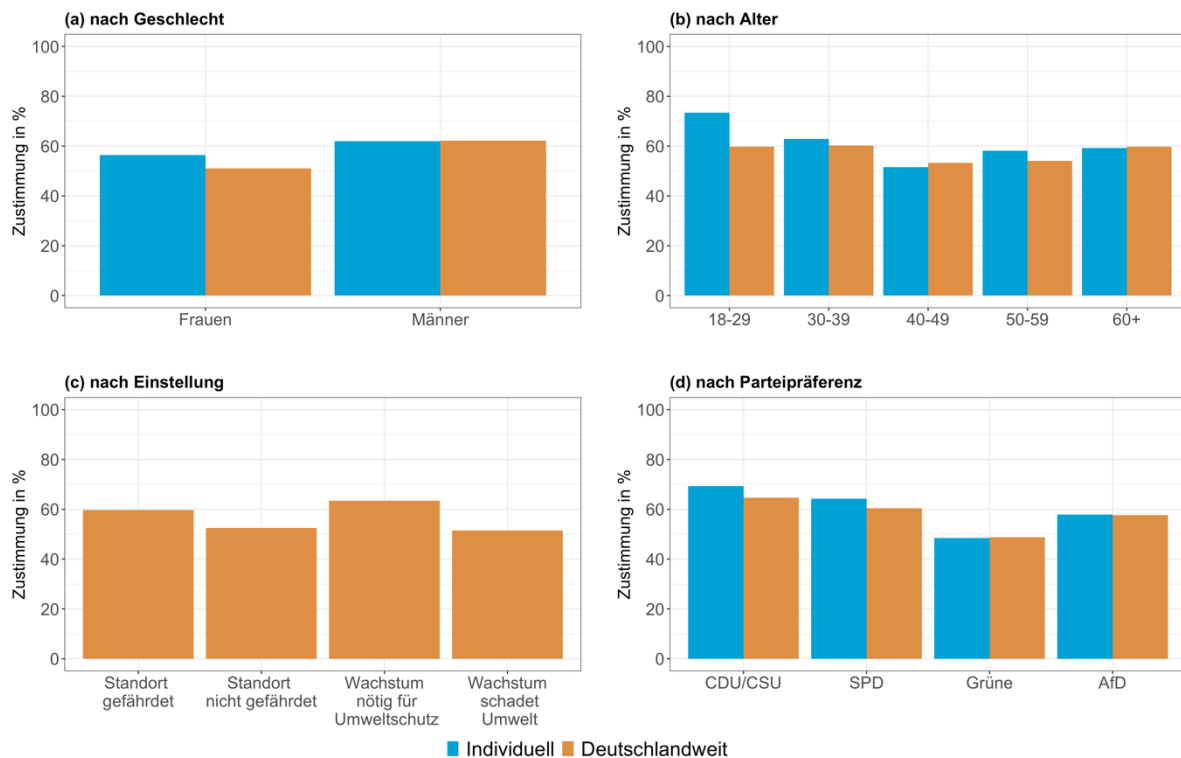 (a) nach Geschlecht
Zustimmung in %
100
80
60
40
20
0
Frauen Männer
(b) nach Alter
Zustimmung in %
100
80
60
40
20
0
18-29 30-39 40-49 50-59 60+
(c) nach Einstellung
Zustimmung in %
100
80
60
40
20
0
Standort
gefährdet
Standort
nicht gefährdet
Wachstum
nötig für
Umweltschutz
Wachstum
schadet
Umwelt
(d) nach Parteipräferenz
Zustimmung in %
100
80
60
40
20
0
CDU/CSU SPD Grüne AfD
Individuell Deutschlandweit